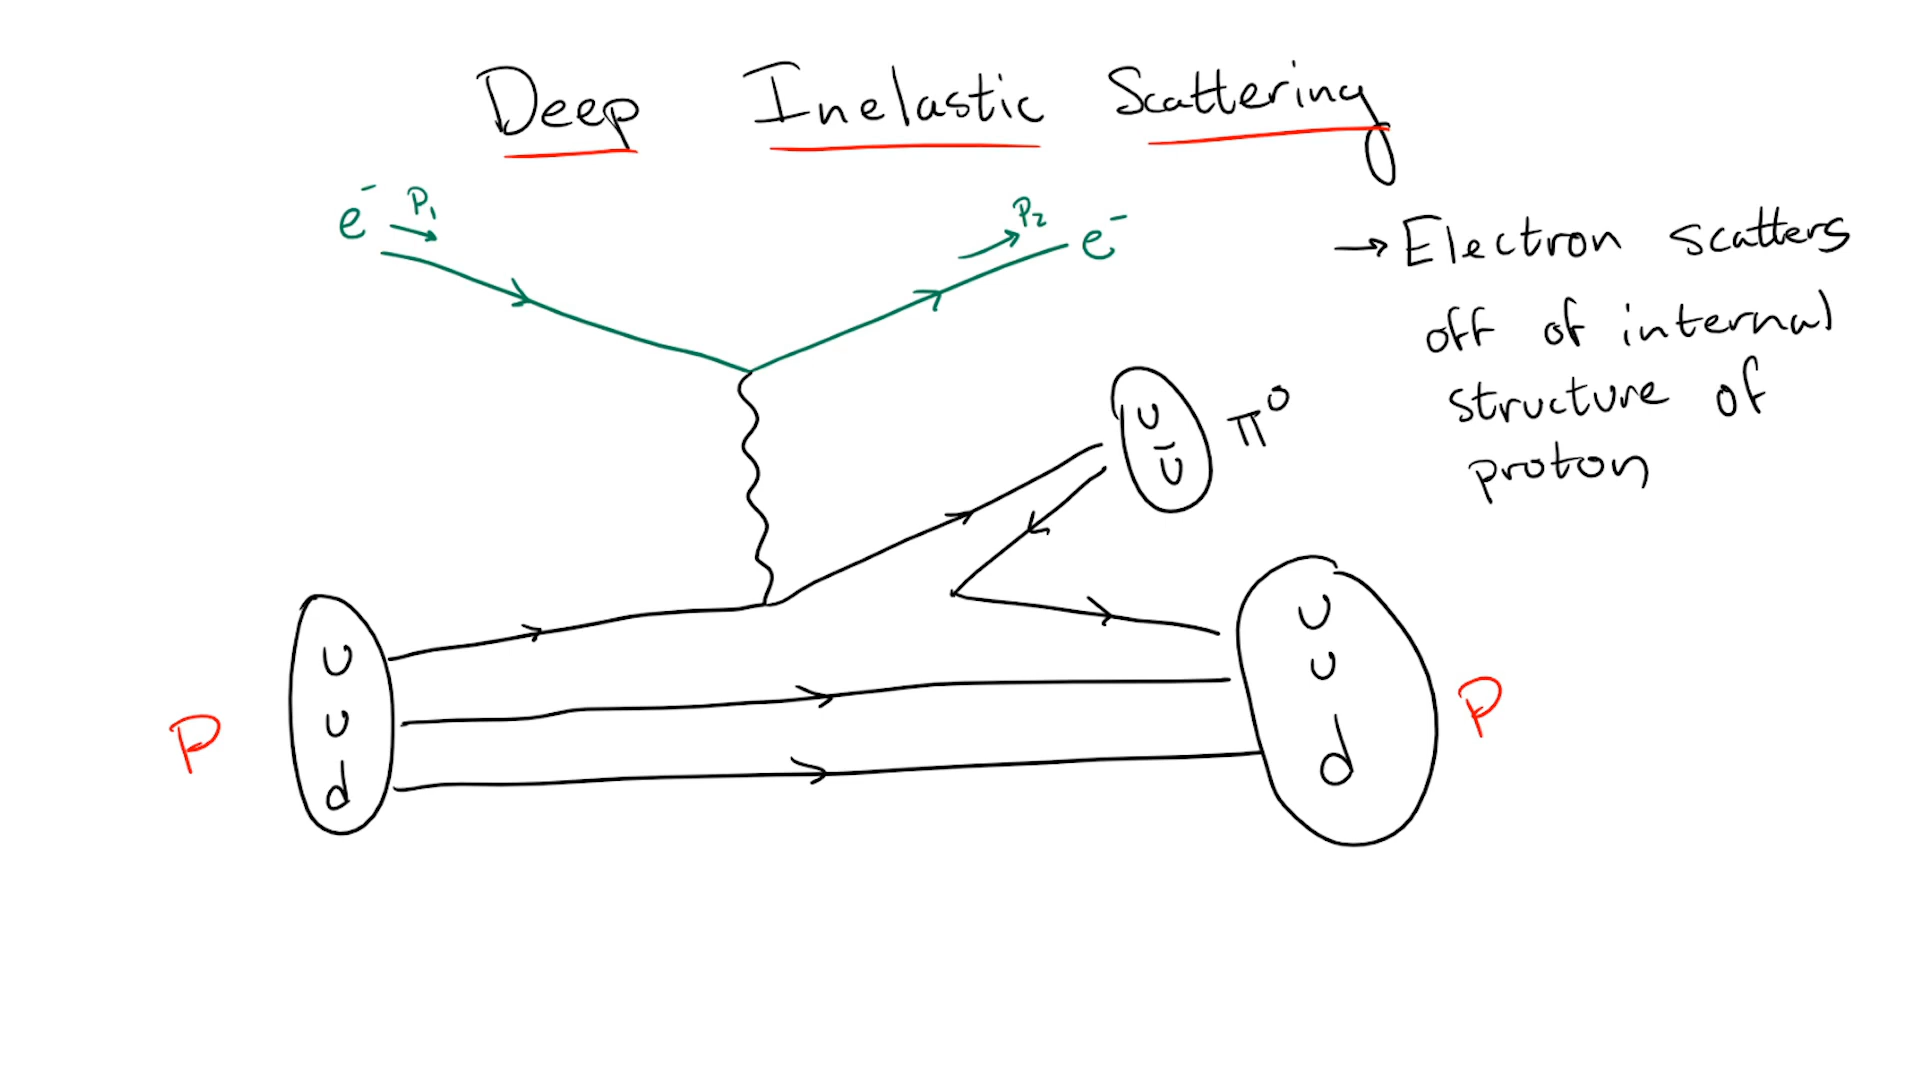 Deep Inelastic Scattering
e⁻ P₁
P₂ e⁻
→ Electron scatters
off of internal
structure of
proton
u
ū
π⁰
P
u
u
d
u
u
d
P